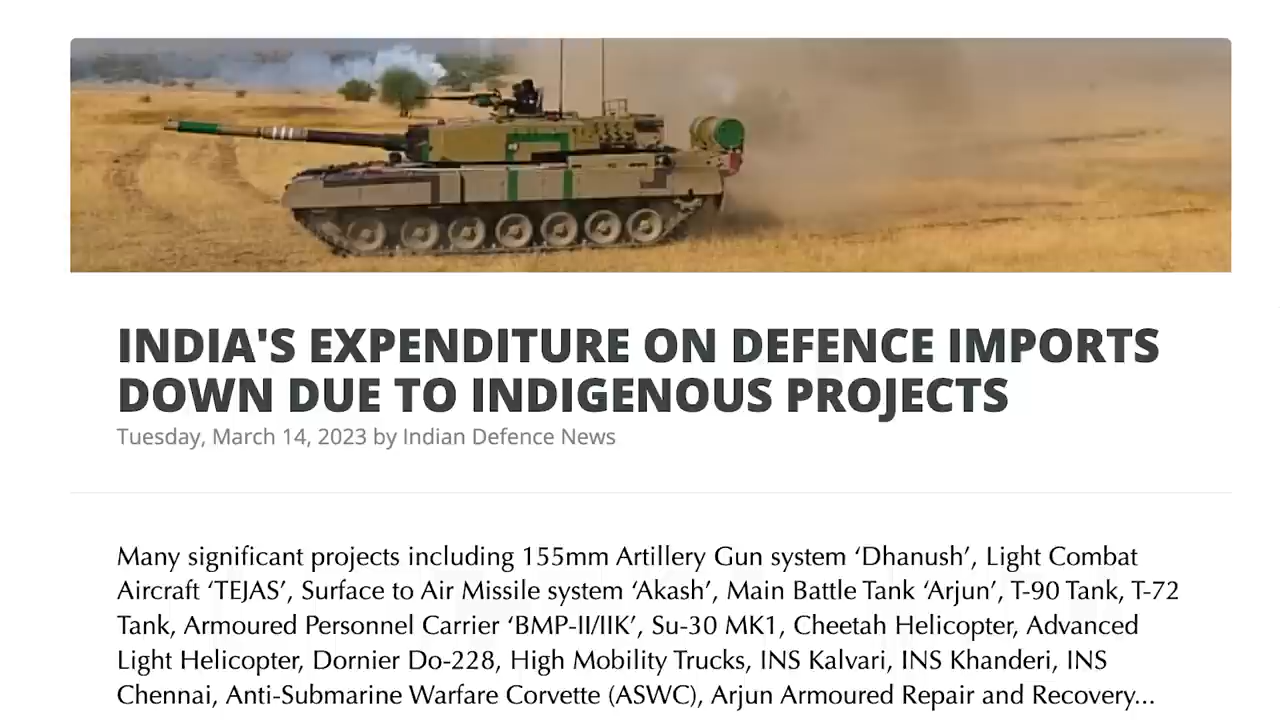 INDIA'S EXPENDITURE ON DEFENCE IMPORTS
DOWN DUE TO INDIGENOUS PROJECTS
Tuesday, March 14, 2023 by Indian Defence News
Many significant projects including 155mm Artillery Gun system ‘Dhanush’, Light Combat
Aircraft ‘TEJAS’, Surface to Air Missile system ‘Akash’, Main Battle Tank ‘Arjun’, T-90 Tank, T-72
Tank, Armoured Personnel Carrier ‘BMP-II/IIK’, Su-30 MK1, Cheetah Helicopter, Advanced
Light Helicopter, Dornier Do-228, High Mobility Trucks, INS Kalvari, INS Khanderi, INS
Chennai, Anti-Submarine Warfare Corvette (ASWC), Arjun Armoured Repair and Recovery...